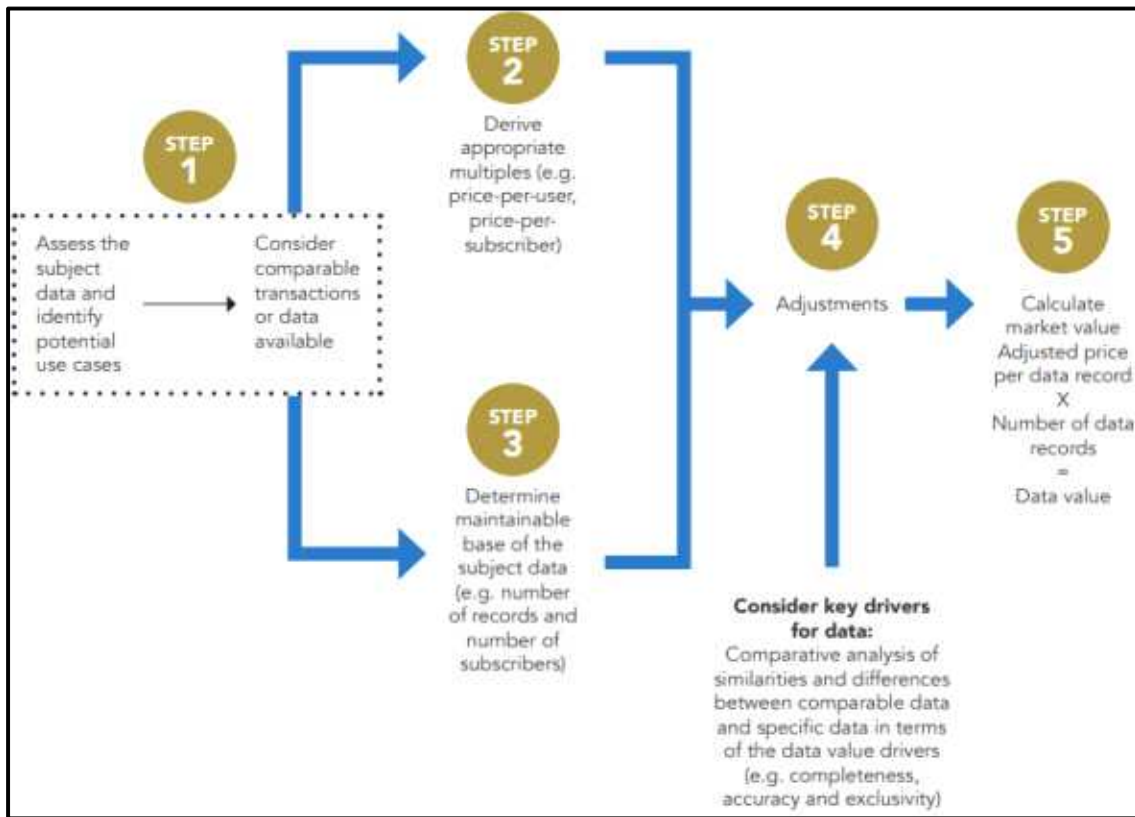 STEP
1
Assess the
subject
data and
identify
potential
use cases
Consider
comparable
transactions
or data
available
STEP
2
Derive
appropriate
multiples (e.g.
price-per-user,
price-per-
subscriber)
STEP
3
Determine
maintainable
base of the
subject data
(e.g. number
of records and
number of
subscribers)
STEP
4
Adjustments
Consider key drivers
for data:
Comparative analysis of
similarities and differences
between comparable data
and specific data in terms
of the data value drivers
(e.g. completeness,
accuracy and exclusivity)
STEP
5
Calculate
market value
Adjusted price
per data record
X
Number of data
records
=
Data value